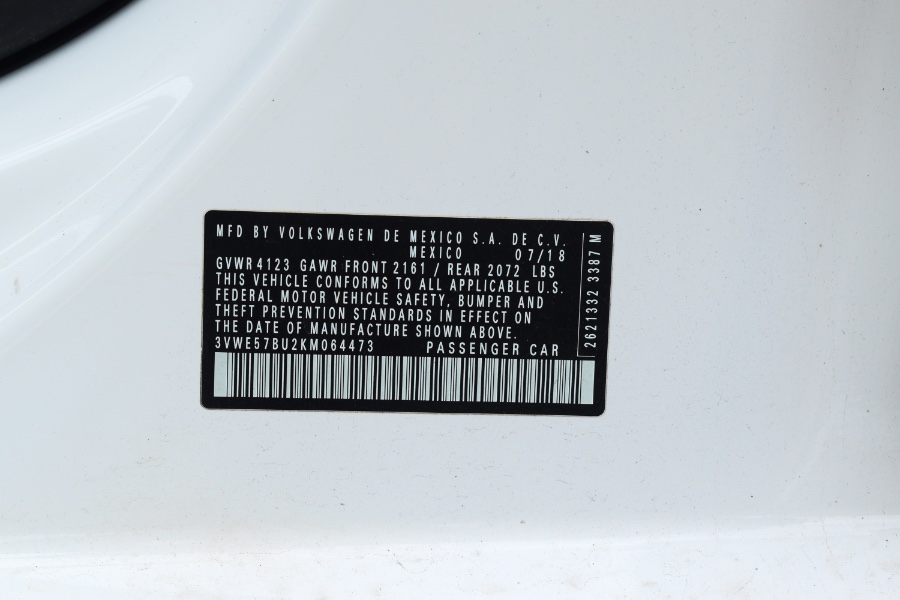 MFD BY VOLKSWAGEN DE MEXICO S.A. DE C.V.
MEXICO 07/18
GVWR 4123 GAWR FRONT 2161 / REAR 2072 LBS
THIS VEHICLE CONFORMS TO ALL APPLICABLE U.S.
FEDERAL MOTOR VEHICLE SAFETY, BUMPER AND
THEFT PREVENTION STANDARDS IN EFFECT ON
THE DATE OF MANUFACTURE SHOWN ABOVE.
3VWE57BU2KM064473 PASSENGER CAR
2621332 3387 M